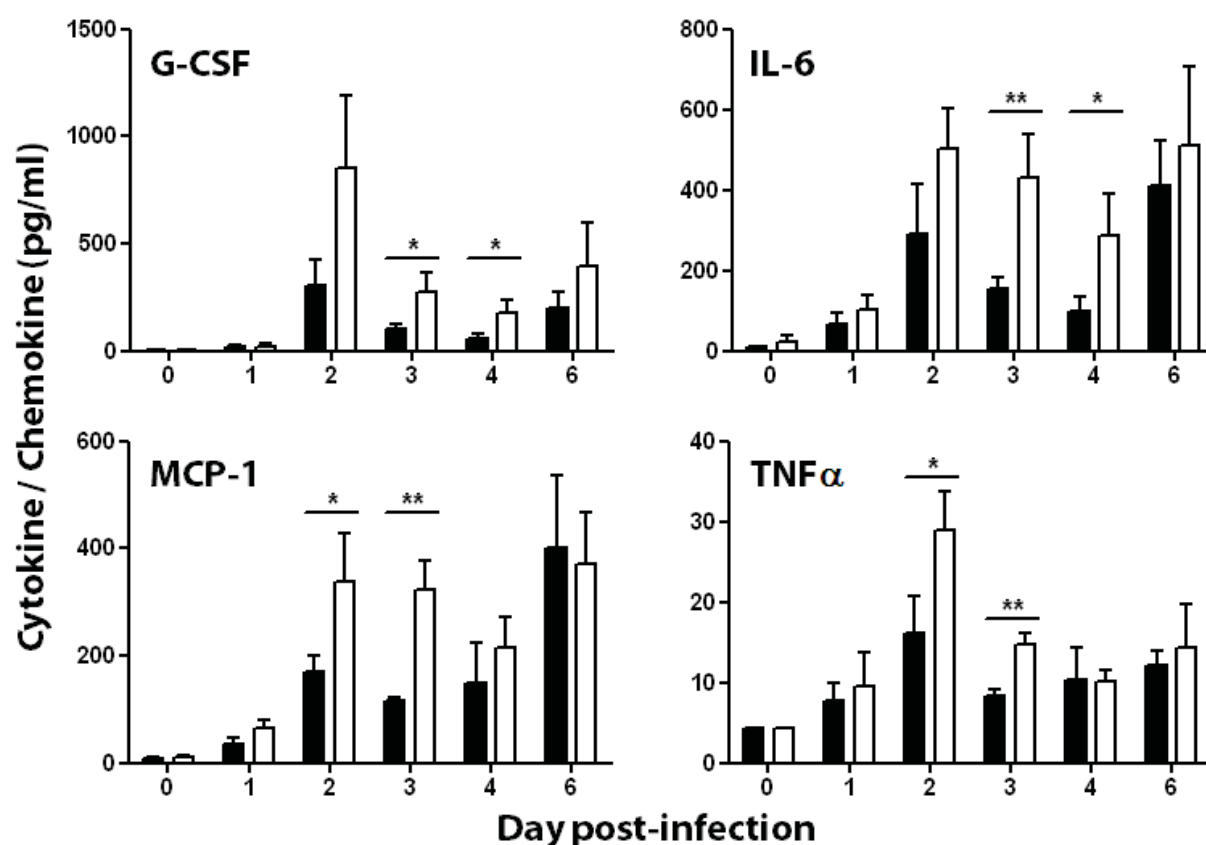 Cytokine / Chemokine (pg/ml)
G-CSF
1500
1000
500
0
* *
0 1 2 3 4 6
IL-6
800
600
400
200
0
** *
0 1 2 3 4 6
MCP-1
600
400
200
0
* **
0 1 2 3 4 6
TNFα
40
30
20
10
0
*
**
0 1 2 3 4 6
Day post-infection